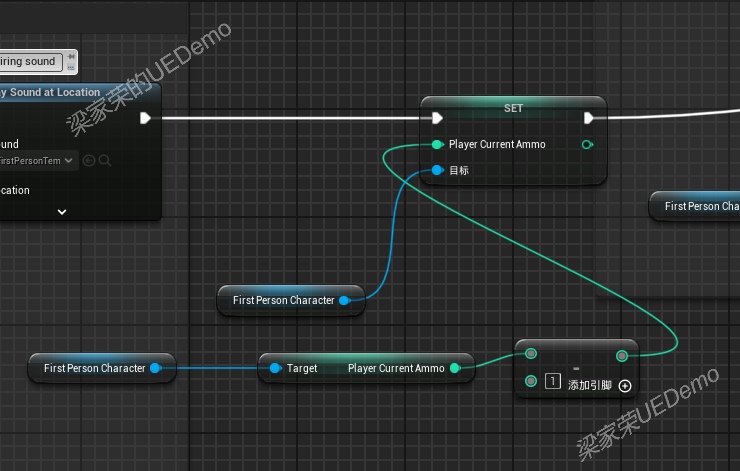 梁家荣的UEDemo
iring sound
y Sound at Location
SET
ound
FirstPersonTem
Player Current Ammo
cation
目标
First Person Cha
First Person Character
First Person Character
Target
Player Current Ammo
-
1
添加引脚
梁家荣UEDemo